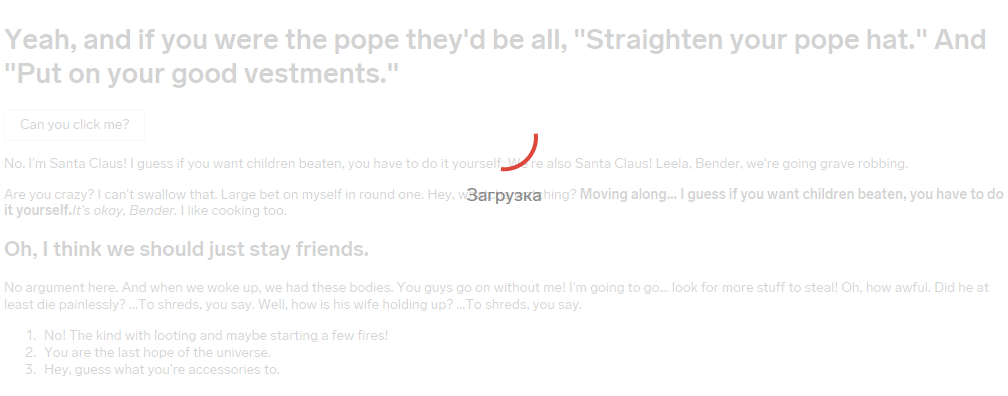 Yeah, and if you were the pope they'd be all, "Straighten your pope hat." And
"Put on your good vestments."
Can you click me?
No, I'm Santa Claus! I guess if you want children beaten, you have to do it yourself. We're also Santa Claus! Leela, Bender, we're going grave robbing.
Are you crazy? I can't swallow that. Large bet on myself in round one. Hey, Moving along... I guess if you want children beaten, you have to do
Загрузка
it yourself.It's okay, Bender. I like cooking too.
Oh, I think we should just stay friends.
No argument here. And when we woke up, we had these bodies. You guys go on without me! I'm going to go... look for more stuff to steal! Oh, how awful. Did he at
least die painlessly? ...To shreds, you say. Well, how is his wife holding up? ...To shreds, you say.
1. No! The kind with looting and maybe starting a few fires!
2. You are the last hope of the universe.
3. Hey, guess what you're accessories to.